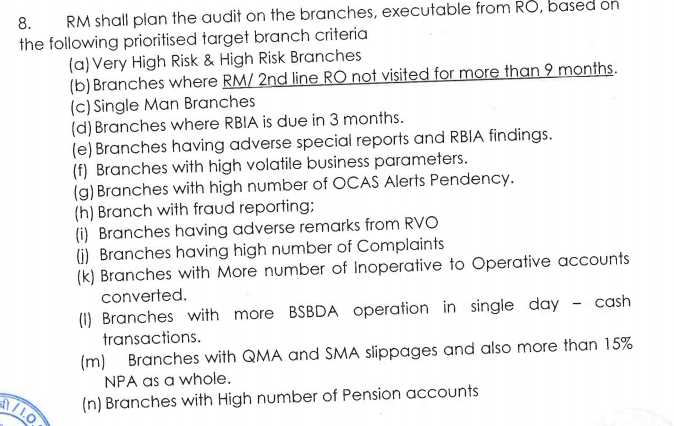 8. RM shall plan the audit on the branches, executable from RO, based on
the following prioritised target branch criteria
(a) Very High Risk & High Risk Branches
(b) Branches where RM/ 2nd line RO not visited for more than 9 months.
(c) Single Man Branches
(d) Branches where RBIA is due in 3 months.
(e) Branches having adverse special reports and RBIA findings.
(f) Branches with high volatile business parameters.
(g) Branches with high number of OCAS Alerts Pendency.
(h) Branch with fraud reporting;
(i) Branches having adverse remarks from RVO
(j) Branches having high number of Complaints
(k) Branches with More number of Inoperative to Operative accounts
converted.
(l) Branches with more BSBDA operation in single day – cash
transactions.
(m) Branches with QMA and SMA slippages and also more than 15%
NPA as a whole.
(n) Branches with High number of Pension accounts